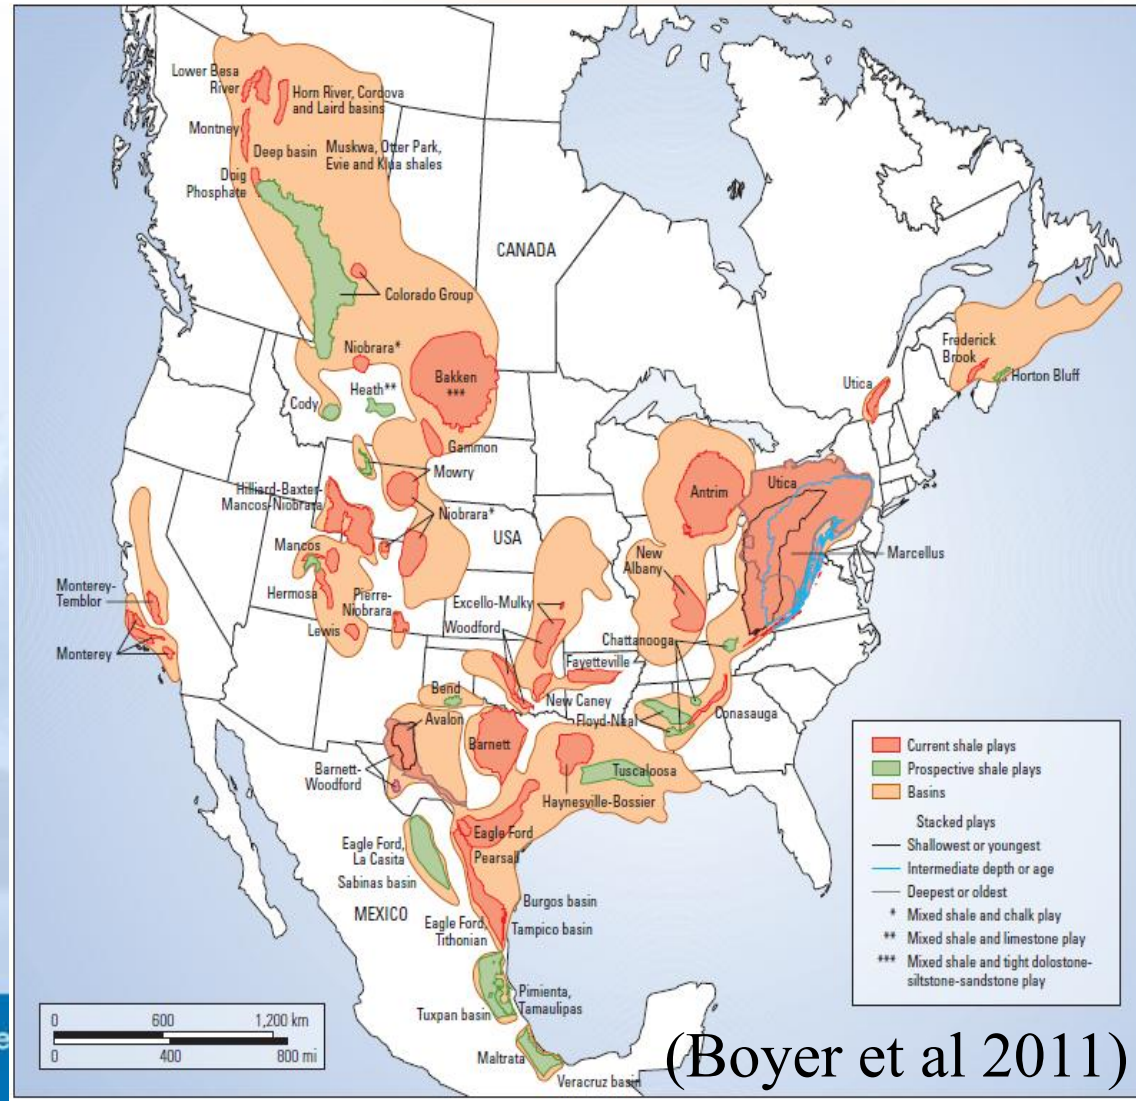 Lower Besa
River
Horn River, Cordova
and Laird basins
Montney
Deep basin
Muskwa, Otter Park,
Evie and Klua shales
Doig
Phosphate
CANADA
Colorado Group
Niobrara*
Bakken
***
Heath**
Cody
Gammon
Mowry
Frederick
Brook
Horton Bluff
Utica
Hilliard-Baxter-
Mancos-Niobrara
Niobrara*
Antrim
Utica
USA
Mancos
New
Albany
Marcellus
Monterey-
Temblor
Hermosa
Pierre-
Niobrara
Excello-Mulky
Woodford
Lewis
Chattanooga
Monterey
Fayetteville
Bend
New Caney
Avalon
Floyd-Neal
Conasauga
Barnett
Barnett-
Woodford
Tuscaloosa
Haynesville-Bossier
Eagle Ford
Pearsall
Eagle Ford,
La Casita
Sabinas basin
MEXICO
Burgos basin
Eagle Ford,
Tithonian
Tampico basin
Pimienta,
Tamaulipas
Tuxpan basin
Maltrata
Veracruz basin
Current shale plays
Prospective shale plays
Basins
Stacked plays
Shallowest or youngest
Intermediate depth or age
Deepest or oldest
* Mixed shale and chalk play
** Mixed shale and limestone play
*** Mixed shale and tight dolostone-
siltstone-sandstone play
0 600 1,200 km
0 400 800 mi
(Boyer et al 2011)